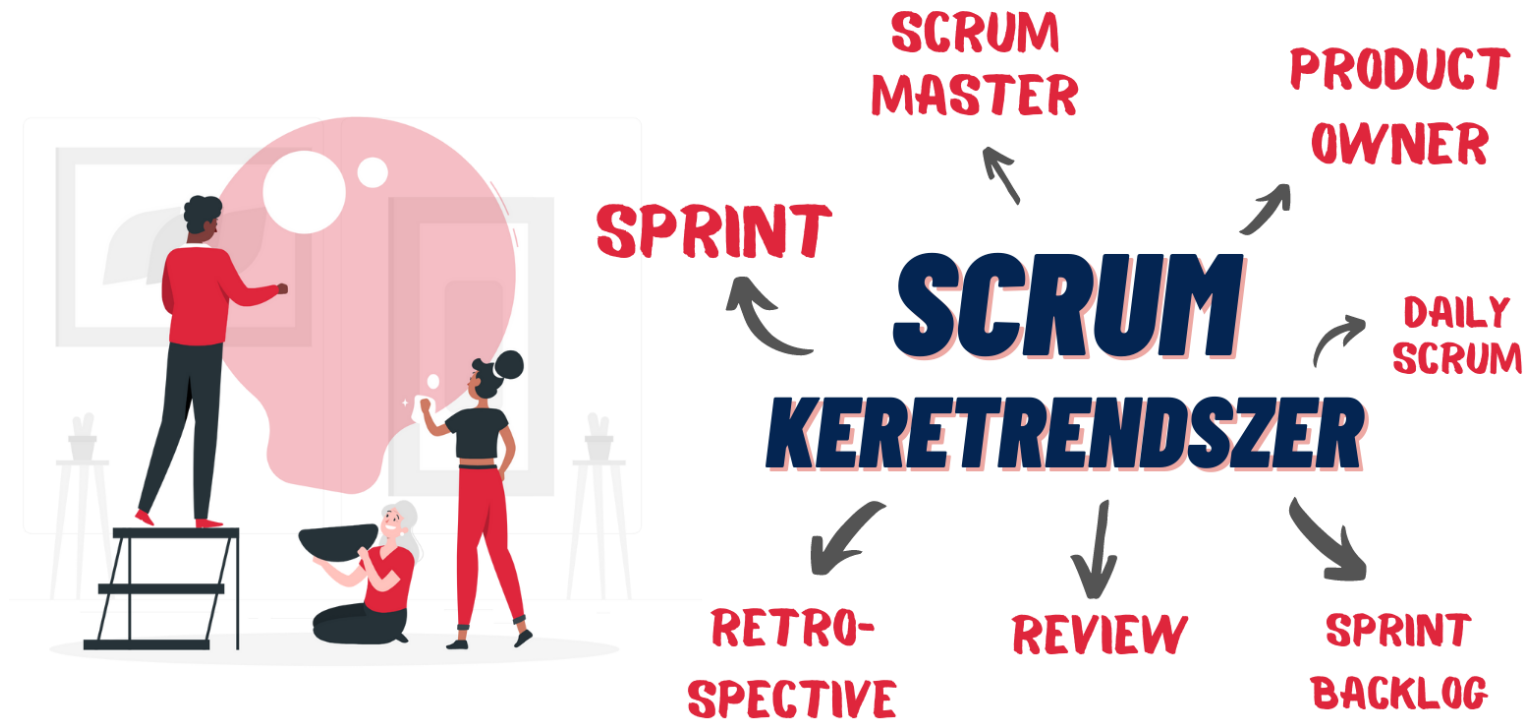 SCRUM
MASTER
PRODUCT
OWNER
SPRINT
SCRUM
KERETRENDSZER
DAILY
SCRUM
RETRO-
SPECTIVE
REVIEW
SPRINT
BACKLOG